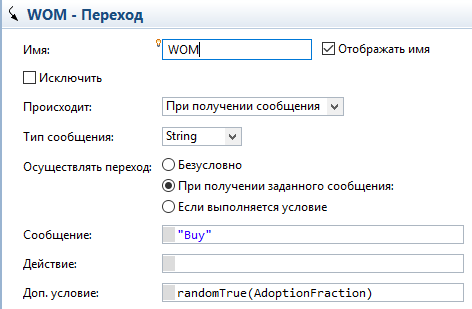 WOM - Переход
Имя: WOM Отображать имя
Исключить
Происходит: При получении сообщения
Тип сообщения: String
Осуществлять переход: Безусловно
При получении заданного сообщения:
Если выполняется условие
Сообщение: "Buy"
Действие:
Доп. условие: randomTrue(AdoptionFraction)